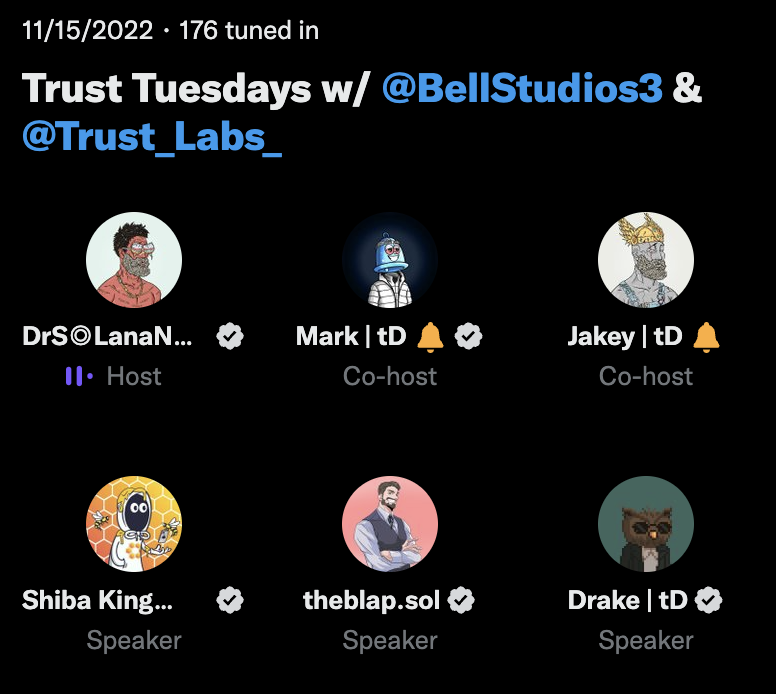 11/15/2022 · 176 tuned in
Trust Tuesdays w/ @BellStudios3 &
@Trust_Labs_
DrS◎LanaN... Mark | tD 🔔 Jakey | tD 🔔
Host Co-host Co-host
Shiba King... theblap.sol Drake | tD
Speaker Speaker Speaker